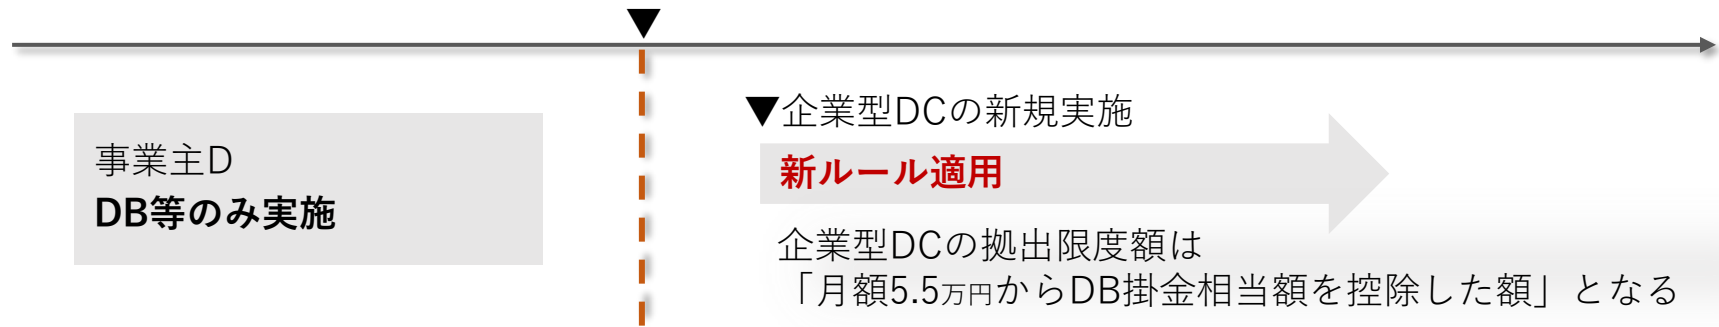 ▼
▼企業型DCの新規実施
事業主D
DB等のみ実施
新ルール適用
企業型DCの拠出限度額は
「月額5.5万円からDB掛金相当額を控除した額」となる